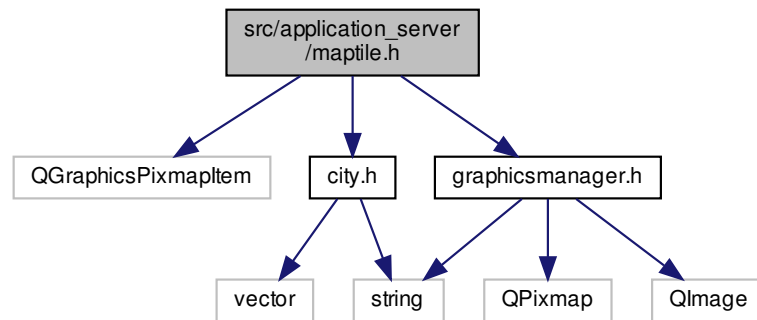 src/application_server
/maptile.h
QGraphicsPixmapItem
city.h
graphicsmanager.h
vector
string
QPixmap
QImage